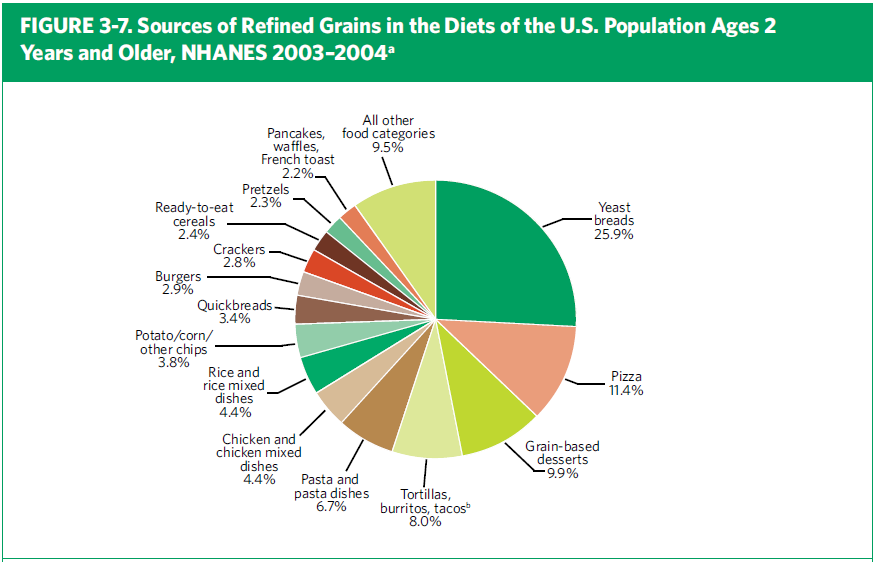 FIGURE 3-7. Sources of Refined Grains in the Diets of the U.S. Population Ages 2
Years and Older, NHANES 2003–2004ᵃ
All other
food categories
9.5%
Pancakes,
waffles,
French toast
2.2%
Pretzels
2.3%
Ready-to-eat
cereals
2.4%
Crackers
2.8%
Burgers
2.9%
Quickbreads
3.4%
Potato/corn/
other chips
3.8%
Rice and
rice mixed
dishes
4.4%
Chicken and
chicken mixed
dishes
4.4%
Pasta and
pasta dishes
6.7%
Tortillas,
burritos, tacosᵇ
8.0%
Grain-based
desserts
9.9%
Pizza
11.4%
Yeast
breads
25.9%